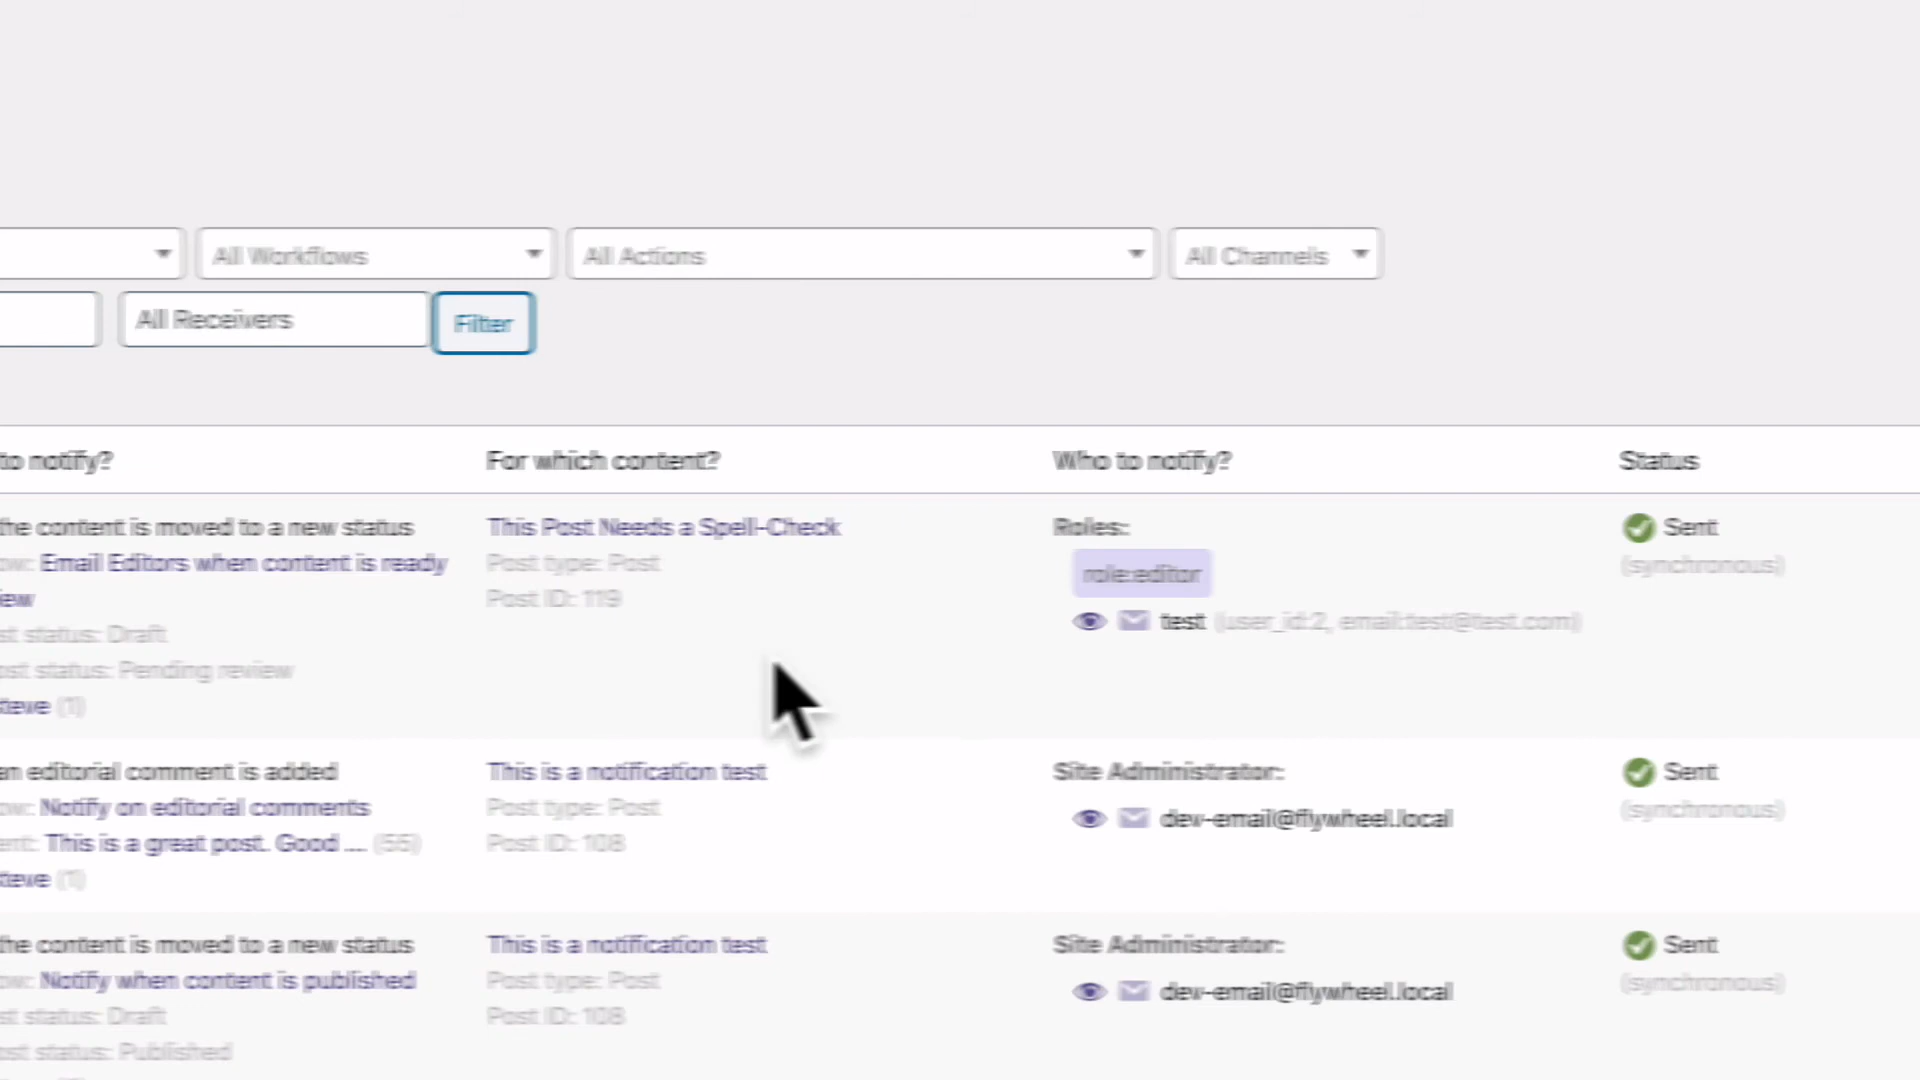 All Workflows All Actions All Channels
All Receivers Filter
to notify? For which content? Who to notify? Status
the content is moved to a new status This Post Needs a Spell-Check Roles: Sent
ow: Email Editors when content is ready Post type: Post role:editor (synchronous)
iew Post ID: 119 test (user_id:2, email:test@test.com)
st status: Draft
ost status: Pending review
teve (1)
an editorial comment is added This is a notification test Site Administrator: Sent
ow: Notify on editorial comments Post type: Post dev-email@flywheel.local (synchronous)
ent: This is a great post. Good ... (55) Post ID: 108
teve (1)
the content is moved to a new status This is a notification test Site Administrator: Sent
ow: Notify when content is published Post type: Post dev-email@flywheel.local (synchronous)
st status: Draft Post ID: 108
ost status: Published